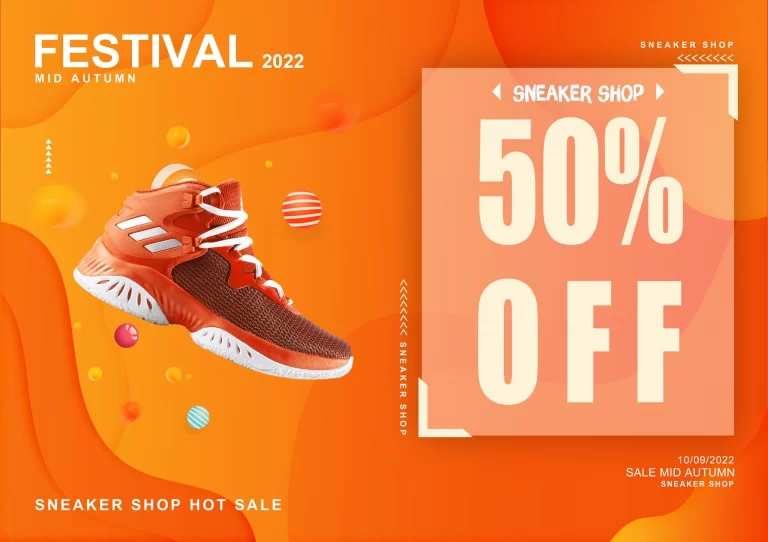 FESTIVAL 2022
MID AUTUMN
SNEAKER SHOP
SNEAKER SHOP
50%
OFF
SNEAKER SHOP
10/09/2022
SALE MID AUTUMN
SNEAKER SHOP
SNEAKER SHOP HOT SALE